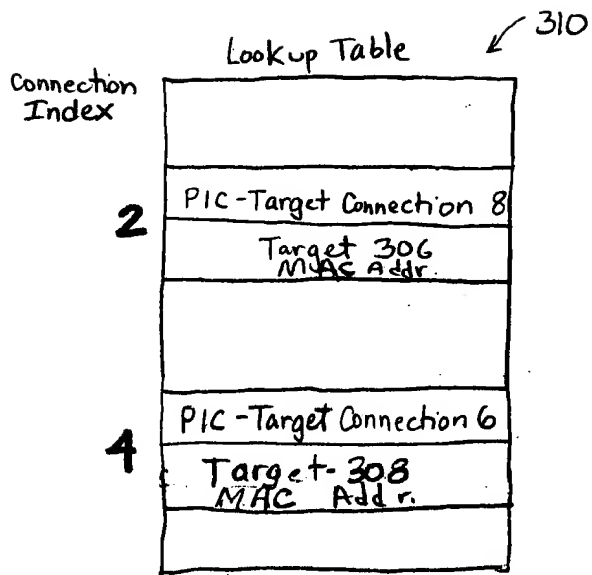 310
Lookup Table
Connection
Index
PIC-Target Connection 8
2
Target 306
MAC Addr.
PIC-Target Connection 6
4
Target-308
MAC Addr.